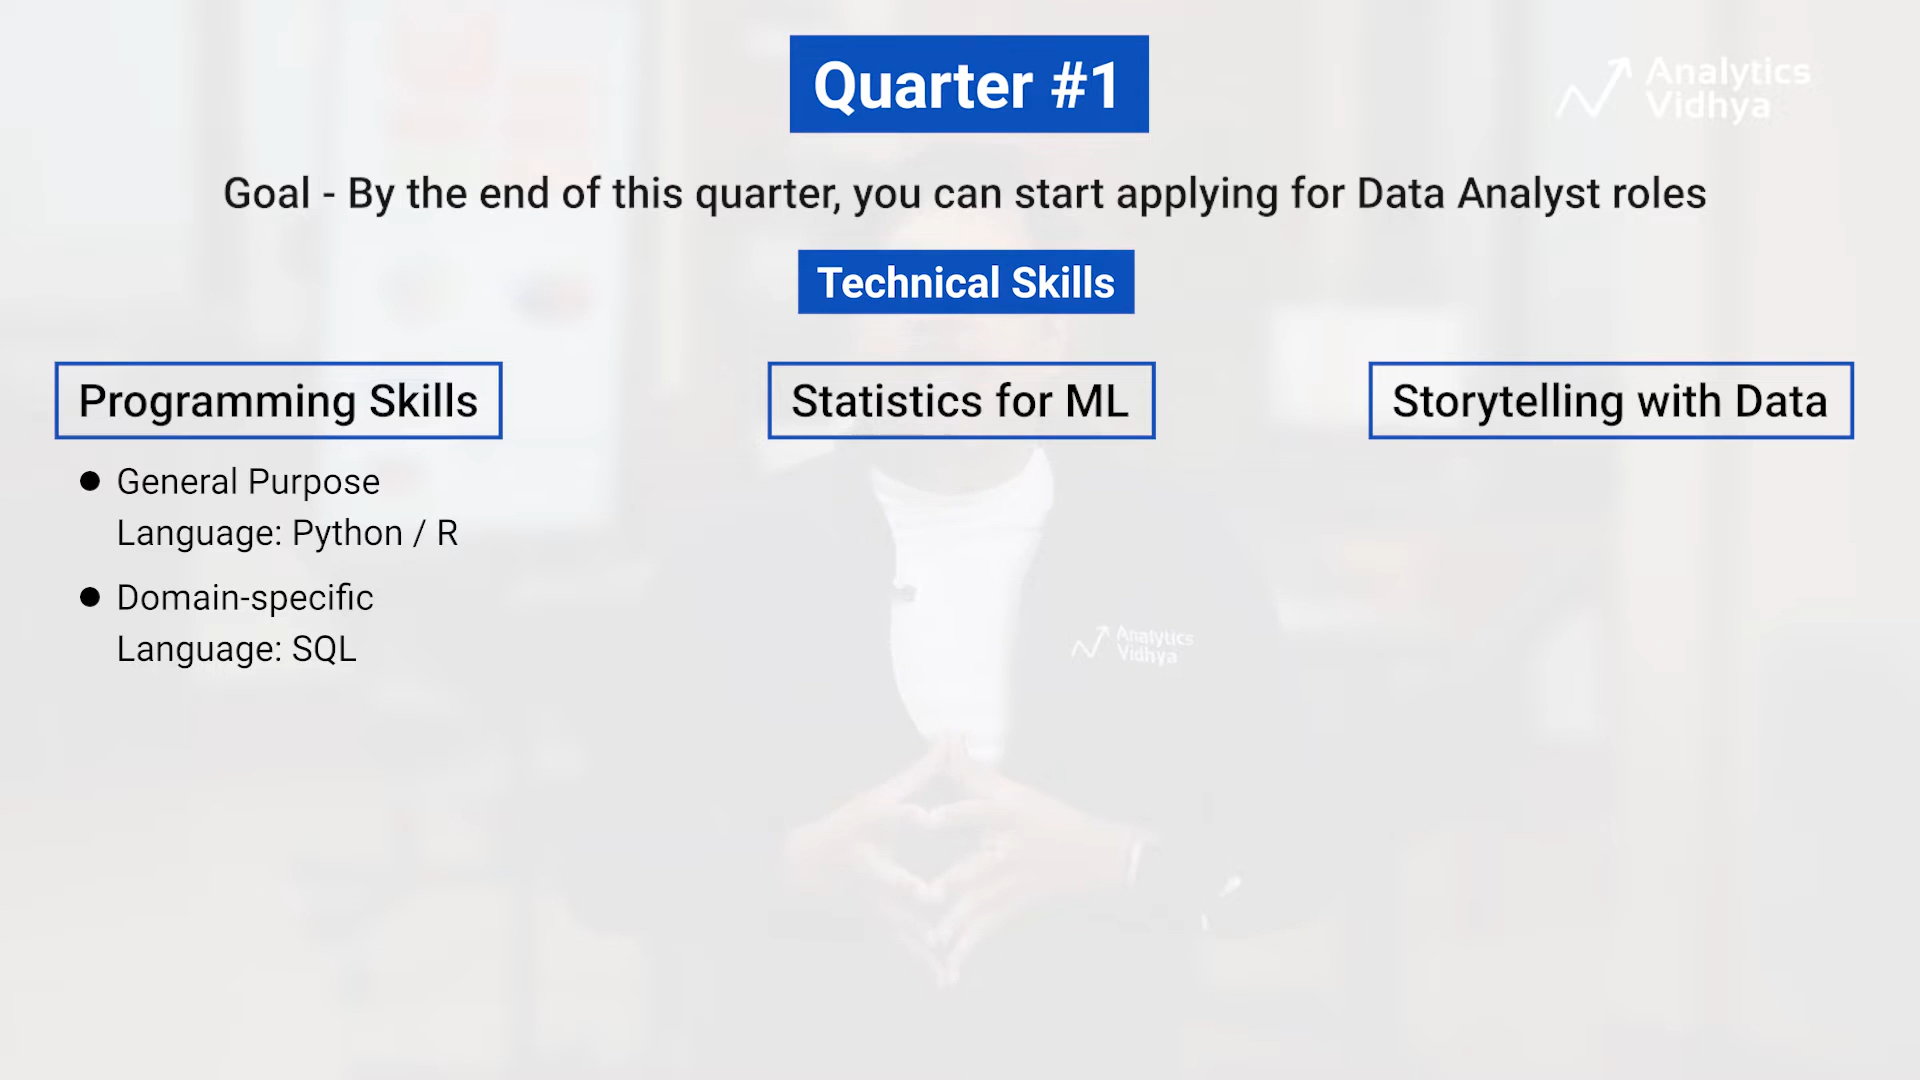 Quarter #1
Analytics
Vidhya
Goal - By the end of this quarter, you can start applying for Data Analyst roles
Technical Skills
Programming Skills
Statistics for ML
Storytelling with Data
● General Purpose
Language: Python / R
● Domain-specific
Language: SQL
Analytics
Vidhya